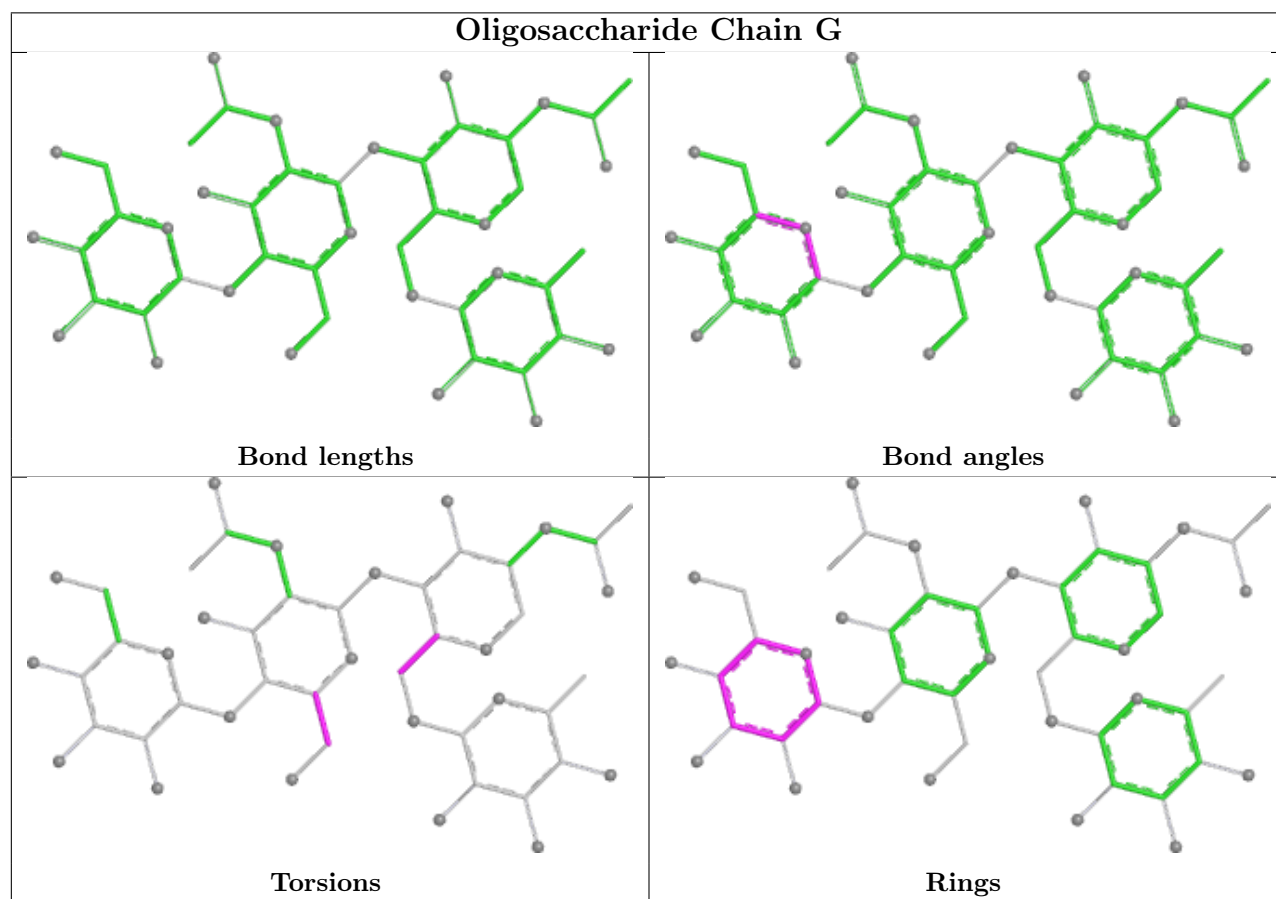 Oligosaccharide Chain G
Bond lengths
Bond angles
Torsions
Rings